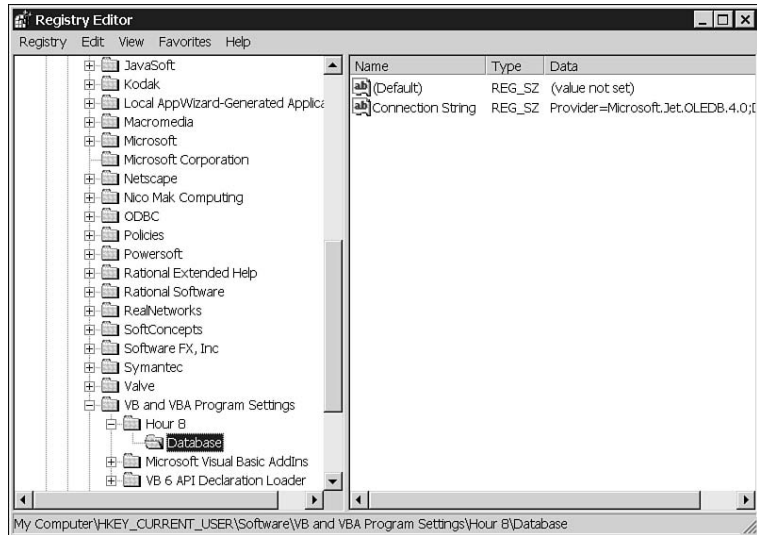 Registry Editor
Registry Edit View Favorites Help
JavaSoft
Kodak
Local AppWizard-Generated Applica
Macromedia
Microsoft
Microsoft Corporation
Netscape
Nico Mak Computing
ODBC
Policies
Powersoft
Rational Extended Help
Rational Software
RealNetworks
SoftConcepts
Software FX, Inc
Symantec
Valve
VB and VBA Program Settings
Hour 8
Database
Microsoft Visual Basic AddIns
VB 6 API Declaration Loader
Name Type Data
ab (Default) REG_SZ (value not set)
ab Connection String REG_SZ Provider=Microsoft.Jet.OLEDB.4.0;D
My Computer\HKEY_CURRENT_USER\Software\VB and VBA Program Settings\Hour 8\Database